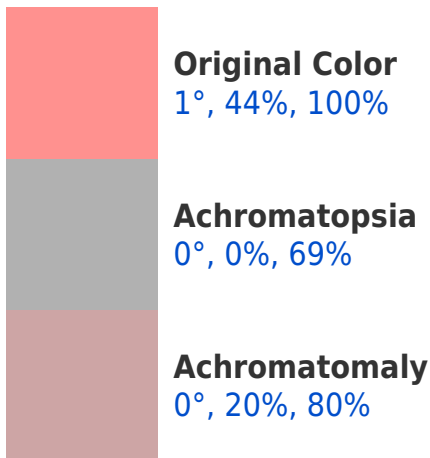 Original Color
1°, 44%, 100%
Achromatopsia
0°, 0%, 69%
Achromatomaly
0°, 20%, 80%